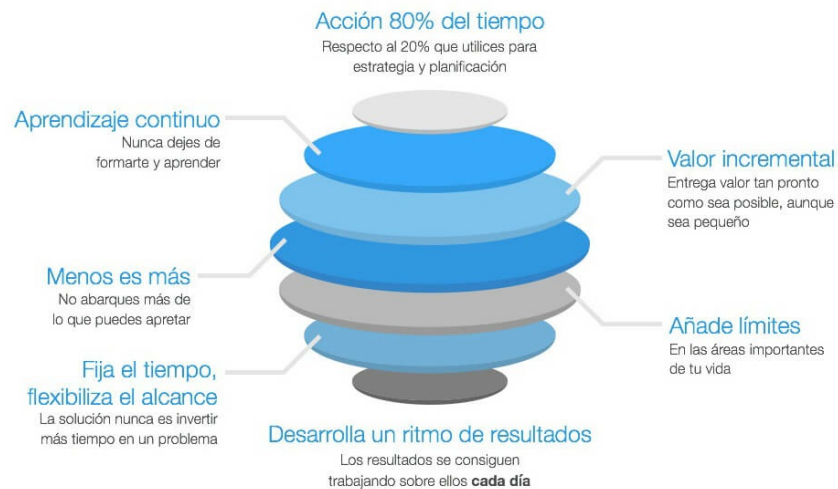 Acción 80% del tiempo
Respecto al 20% que utilices para
estrategia y planificación
Aprendizaje continuo
Nunca dejes de
formarte y aprender
Valor incremental
Entrega valor tan pronto
como sea posible, aunque
sea pequeño
Menos es más
No abarques más de
lo que puedes apretar
Añade límites
En las áreas importantes
de tu vida
Fija el tiempo,
flexibiliza el alcance
La solución nunca es invertir
más tiempo en un problema
Desarrolla un ritmo de resultados
Los resultados se consiguen
trabajando sobre ellos cada día